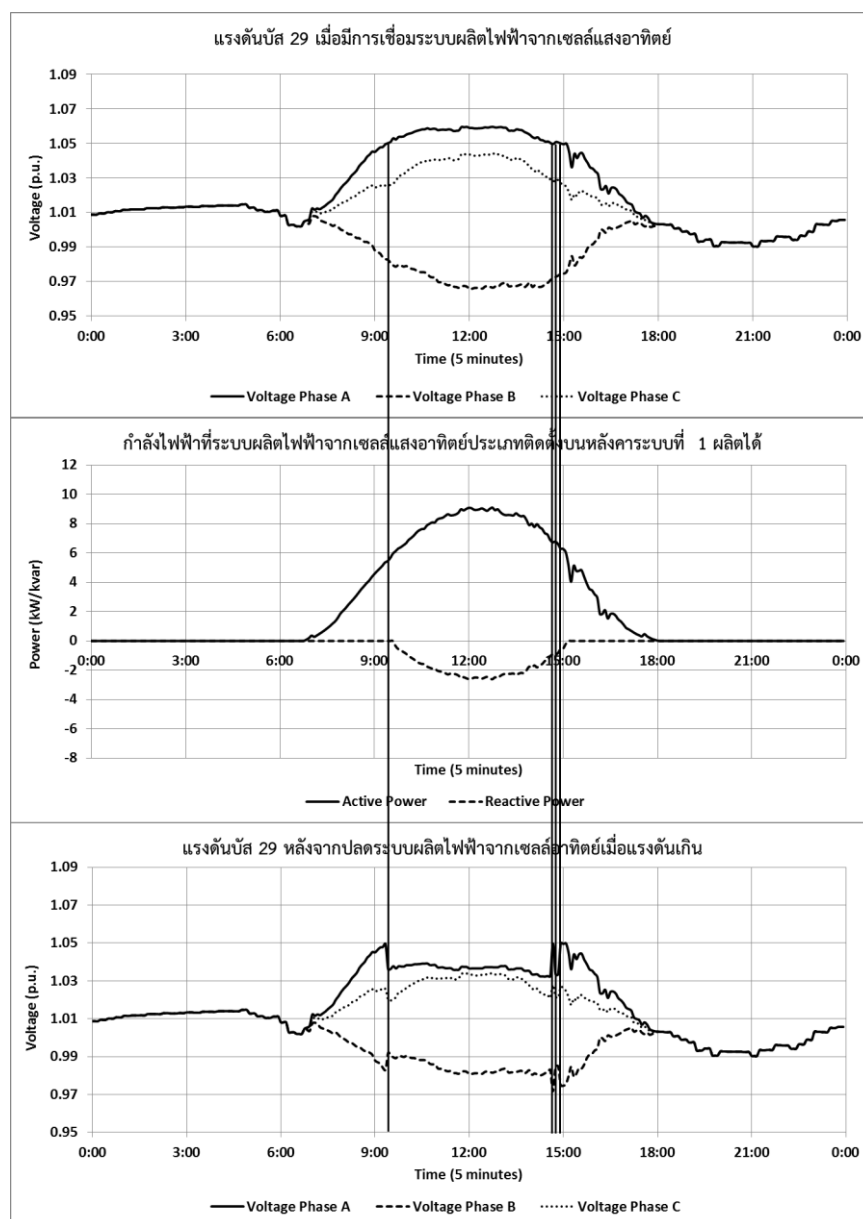 แรงดันบัส 29 เมื่อมีการเชื่อมระบบผลิตไฟฟ้าจากเซลล์แสงอาทิตย์
1.09
1.07
1.05
1.03
1.01
0.99
0.97
0.95
Voltage (p.u.)
0:00 3:00 6:00 9:00 12:00 15:00 18:00 21:00 0:00
Time (5 minutes)
Voltage Phase A Voltage Phase B Voltage Phase C
กำลังไฟฟ้าที่ระบบผลิตไฟฟ้าจากเซลล์แสงอาทิตย์ประเภทติดตั้งบนหลังคาระบบที่ 1 ผลิตได้
12
10
8
6
4
2
0
-2
-4
-6
-8
Power (kW/kvar)
0:00 3:00 6:00 9:00 12:00 15:00 18:00 21:00 0:00
Time (5 minutes)
Active Power Reactive Power
แรงดันบัส 29 หลังจากปลดระบบผลิตไฟฟ้าจากเซลล์อาทิตย์เมื่อแรงดันเกิน
1.09
1.07
1.05
1.03
1.01
0.99
0.97
0.95
Voltage (p.u.)
0:00 3:00 6:00 9:00 12:00 15:00 18:00 21:00 0:00
Time (5 minutes)
Voltage Phase A Voltage Phase B Voltage Phase C